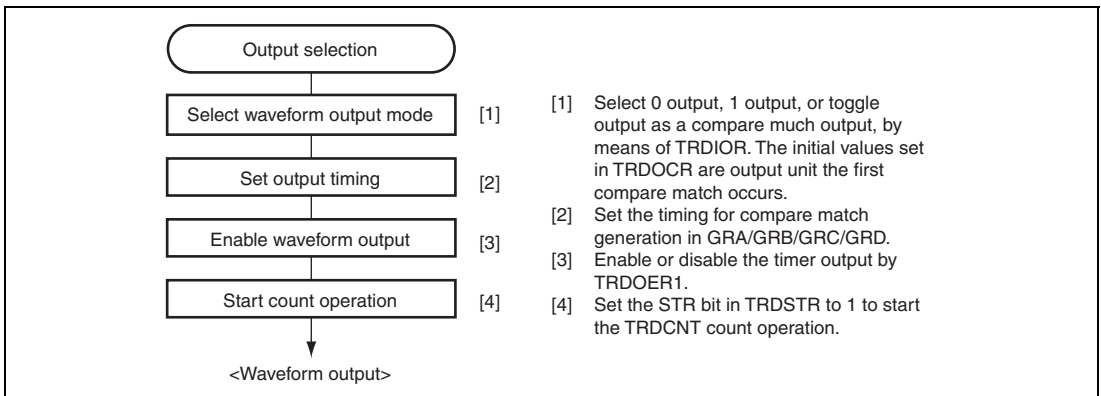 Output selection
Select waveform output mode [1]
Set output timing [2]
Enable waveform output [3]
Start count operation [4]
<Waveform output>
[1] Select 0 output, 1 output, or toggle
output as a compare much output, by
means of TRDIOR. The initial values set
in TRDOCR are output unit the first
compare match occurs.
[2] Set the timing for compare match
generation in GRA/GRB/GRC/GRD.
[3] Enable or disable the timer output by
TRDOER1.
[4] Set the STR bit in TRDSTR to 1 to start
the TRDCNT count operation.